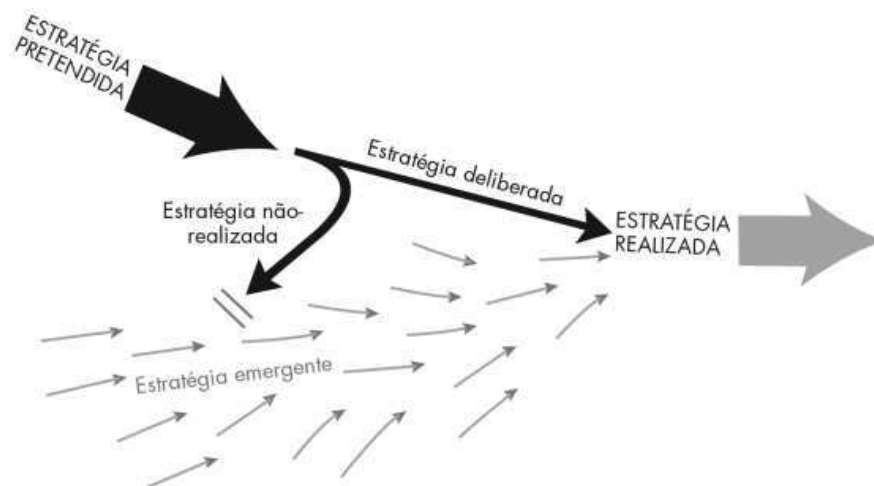 ESTRATÉGIA
PRETENDIDA
Estratégia deliberada
Estratégia não-
realizada
ESTRATÉGIA
REALIZADA
Estratégia emergente